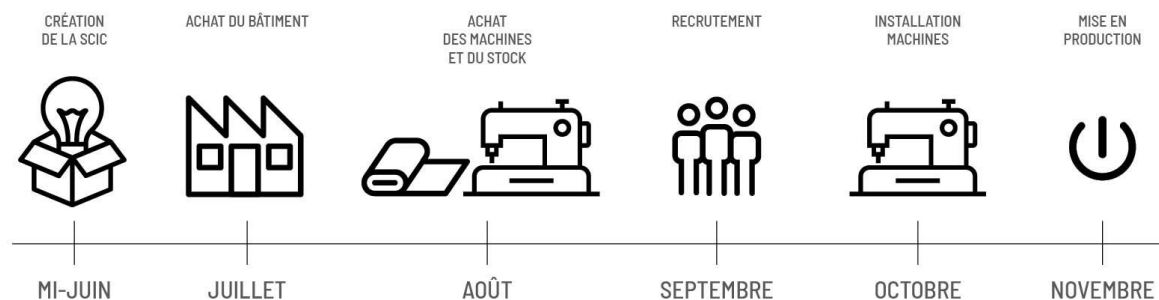 CRÉATION
DE LA SCIC
ACHAT DU BÂTIMENT
ACHAT
DES MACHINES
ET DU STOCK
RECRUTEMENT
INSTALLATION
MACHINES
MISE EN
PRODUCTION
MI-JUIN
JUILLET
AOÛT
SEPTEMBRE
OCTOBRE
NOVEMBRE